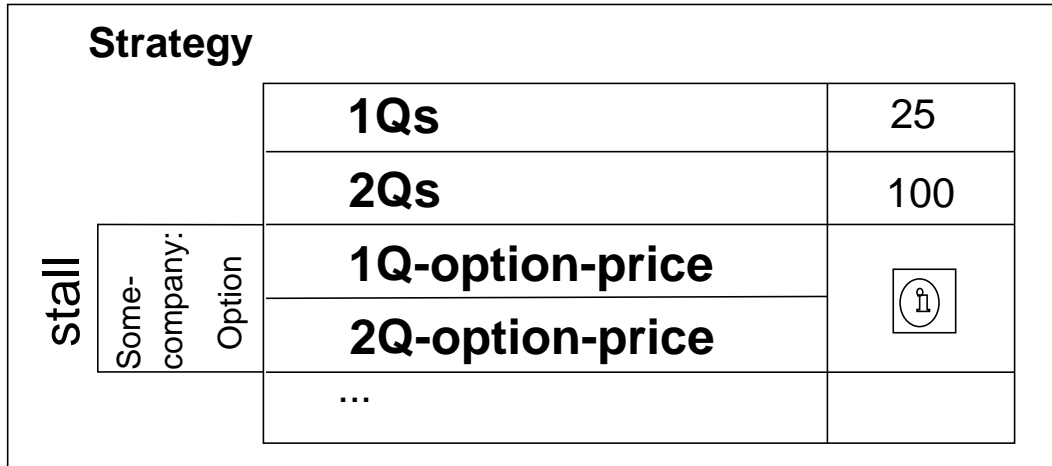 Strategy
1Qs 25
2Qs 100
stall
Some-
company:
Option
1Q-option-price
2Q-option-price
i
...